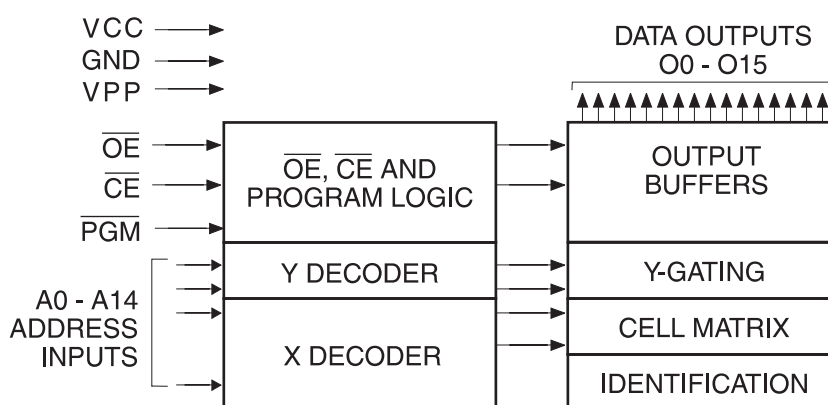 VCC
GND
VPP
OE
CE
PGM
A0 - A14
ADDRESS
INPUTS
OE, CE AND
PROGRAM LOGIC
Y DECODER
X DECODER
DATA OUTPUTS
O0 - O15
OUTPUT
BUFFERS
Y-GATING
CELL MATRIX
IDENTIFICATION